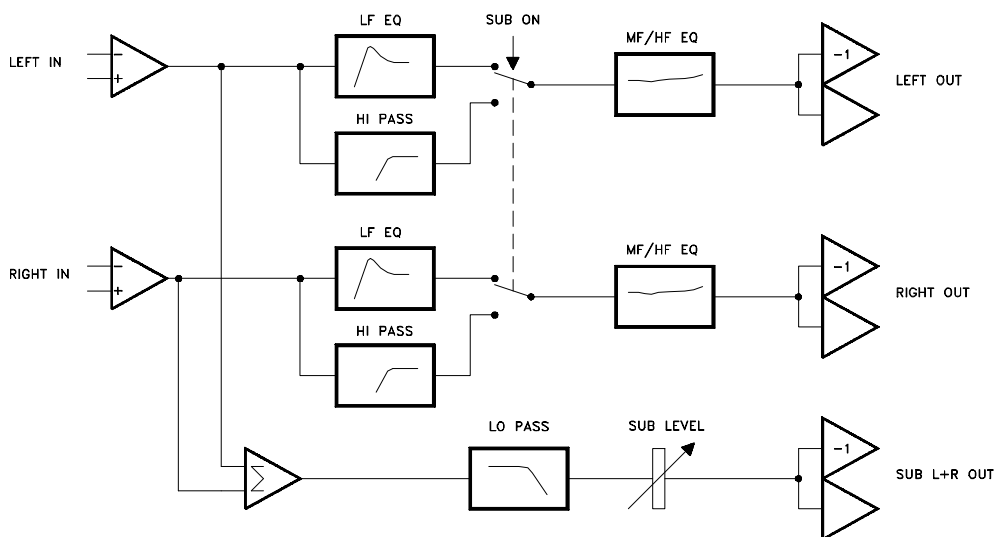 LF EQ
SUB ON
MF/HF EQ
LEFT IN
−
+
-1
LEFT OUT
HI PASS
LF EQ
MF/HF EQ
RIGHT IN
−
+
-1
RIGHT OUT
HI PASS
LO PASS
SUB LEVEL
Σ
-1
SUB L+R OUT